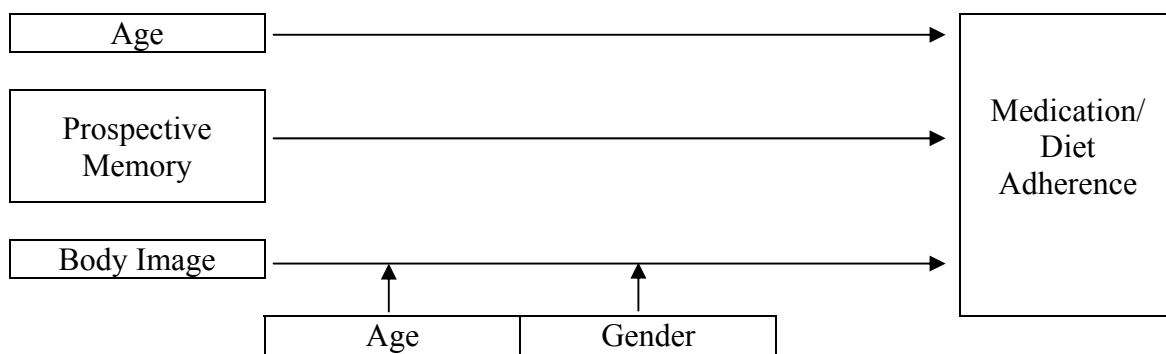 Age
Prospective
Memory
Body Image
Age
Gender
Medication/
Diet
Adherence